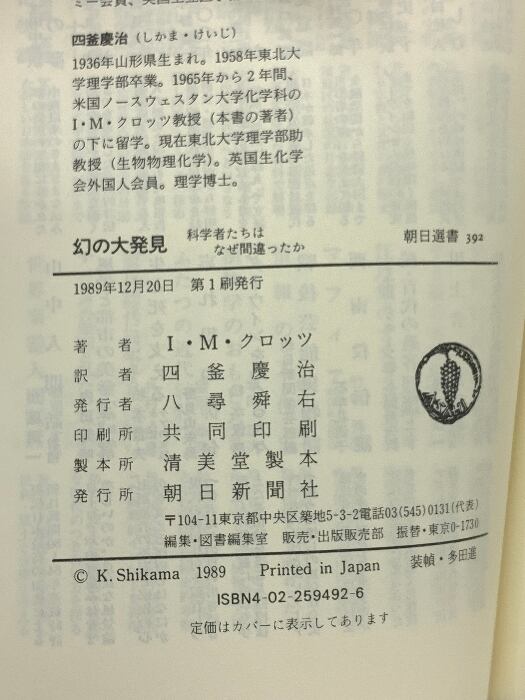 四釜慶治（しかま・けいじ）
1936年山形県生まれ。1958年東北大
学理学部卒業。1965年から2年間、
米国ノースウェスタン大学化学科の
I・M・クロッツ教授（本書の著者）
の下に留学。現在東北大学理学部助
教授（生物物理化学）。英国生化学
会外国人会員。理学博士。
幻の大発見 科学者たちは なぜ間違ったか 朝日選書 392
1989年12月20日 第1刷発行
著者 I・M・クロッツ
訳者 四釜慶治
発行者 八尋舜右
印刷所 共同印刷
製本所 清美堂製本
発行所 朝日新聞社
〒104-11東京都中央区築地5-3-2電話03(545)0131(代表)
編集・図書編集室 販売・出版販売部 振替・東京0-1730
© K. Shikama 1989 Printed in Japan 装幀・多田進
ISBN4-02-259492-6
定価はカバーに表示してあります